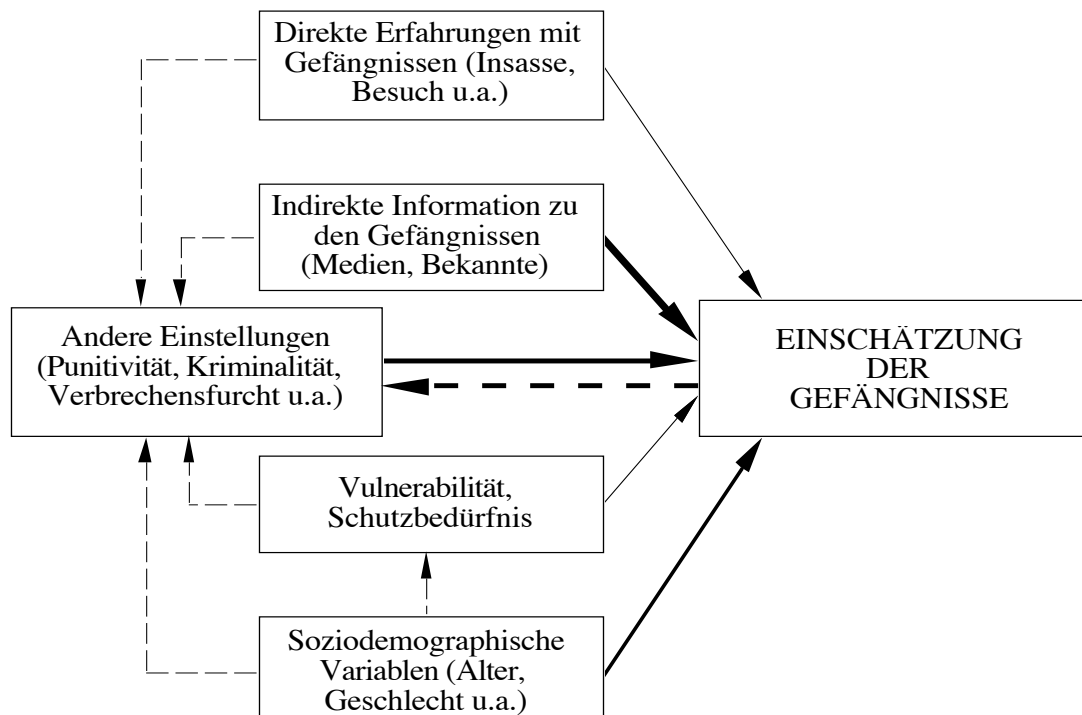 Direkte Erfahrungen mit
Gefängnissen (Insasse,
Besuch u.a.)
Indirekte Information zu
den Gefängnissen
(Medien, Bekannte)
Andere Einstellungen
(Punitivität, Kriminalität,
Verbrechensfurcht u.a.)
EINSCHÄTZUNG
DER
GEFÄNGNISSE
Vulnerabilität,
Schutzbedürfnis
Soziodemographische
Variablen (Alter,
Geschlecht u.a.)